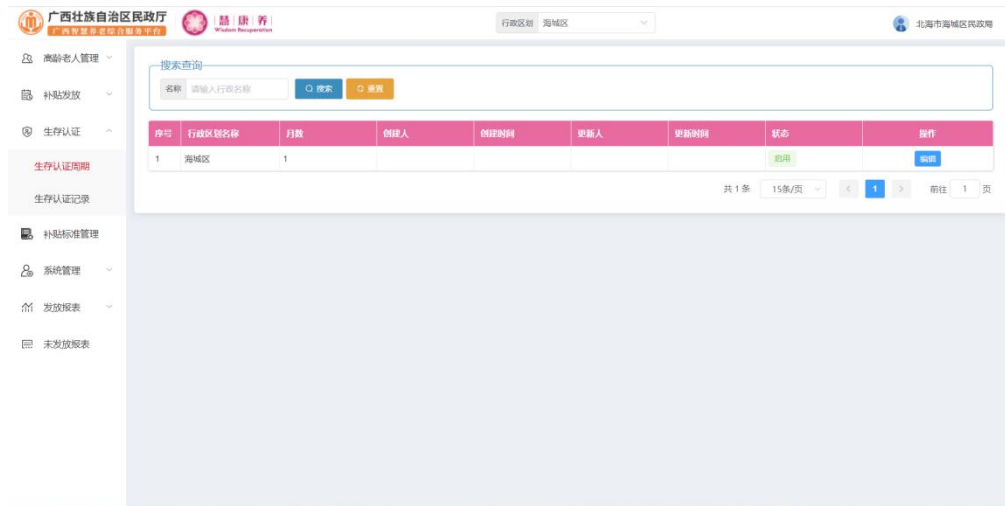 广西壮族自治区民政厅
广西智慧养老综合服务平台
慧 康 养
Wisdom Recuperation
行政区划 海城区
北海市海城区民政局
高龄老人管理
补贴发放
生存认证
生存认证周期
生存认证记录
补贴标准管理
系统管理
发放报表
未发放报表
搜索查询
名称 请输入行政名称 搜索 重置
序号 行政区划名称 月数 创建人 创建时间 更新人 更新时间 状态 操作
1 海城区 1 启用 编辑
共 1 条 15条/页 1 前往 1 页